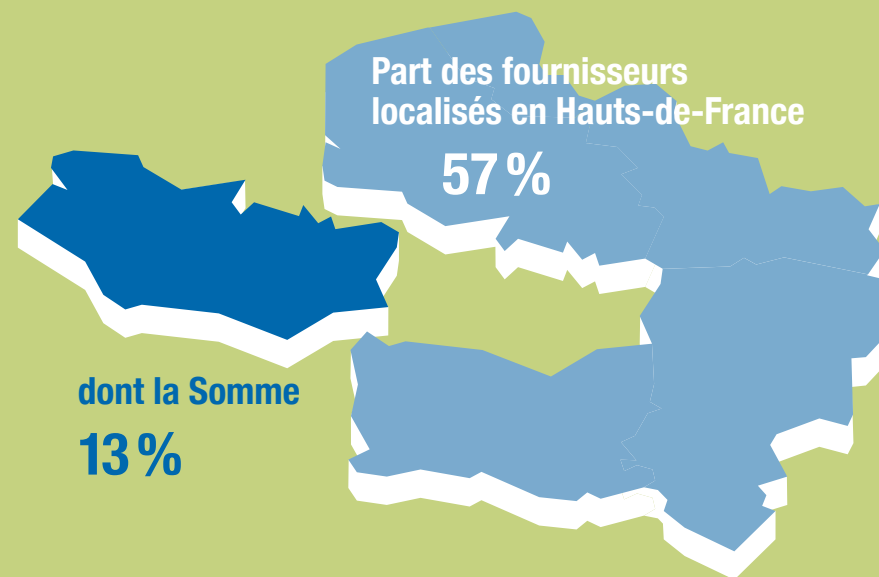 Part des fournisseurs
localisés en Hauts-de-France
57 %
dont la Somme
13 %